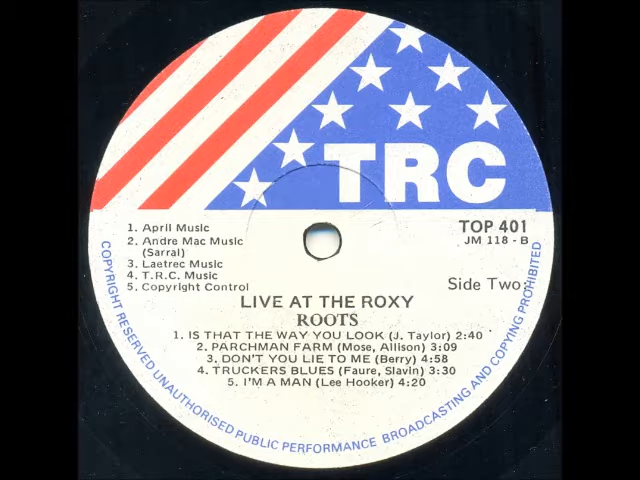 TRC
1. April Music
2. Andre Mac Music
(Sarral)
3. Laetrec Music
4. T.R.C. Music
5. Copyright Control
TOP 401
JM 118 - B
Side Two:
LIVE AT THE ROXY
ROOTS
1. IS THAT THE WAY YOU LOOK (J. Taylor) 2:40
2. PARCHMAN FARM (Mose, Allison) 3:09
3. DON'T YOU LIE TO ME (Berry) 4:58
4. TRUCKERS BLUES (Faure, Slavin) 3:30
5. I'M A MAN (Lee Hooker) 4:20
COPYRIGHT RESERVED UNAUTHORISED PUBLIC PERFORMANCE BROADCASTING AND COPYING PROHIBITED